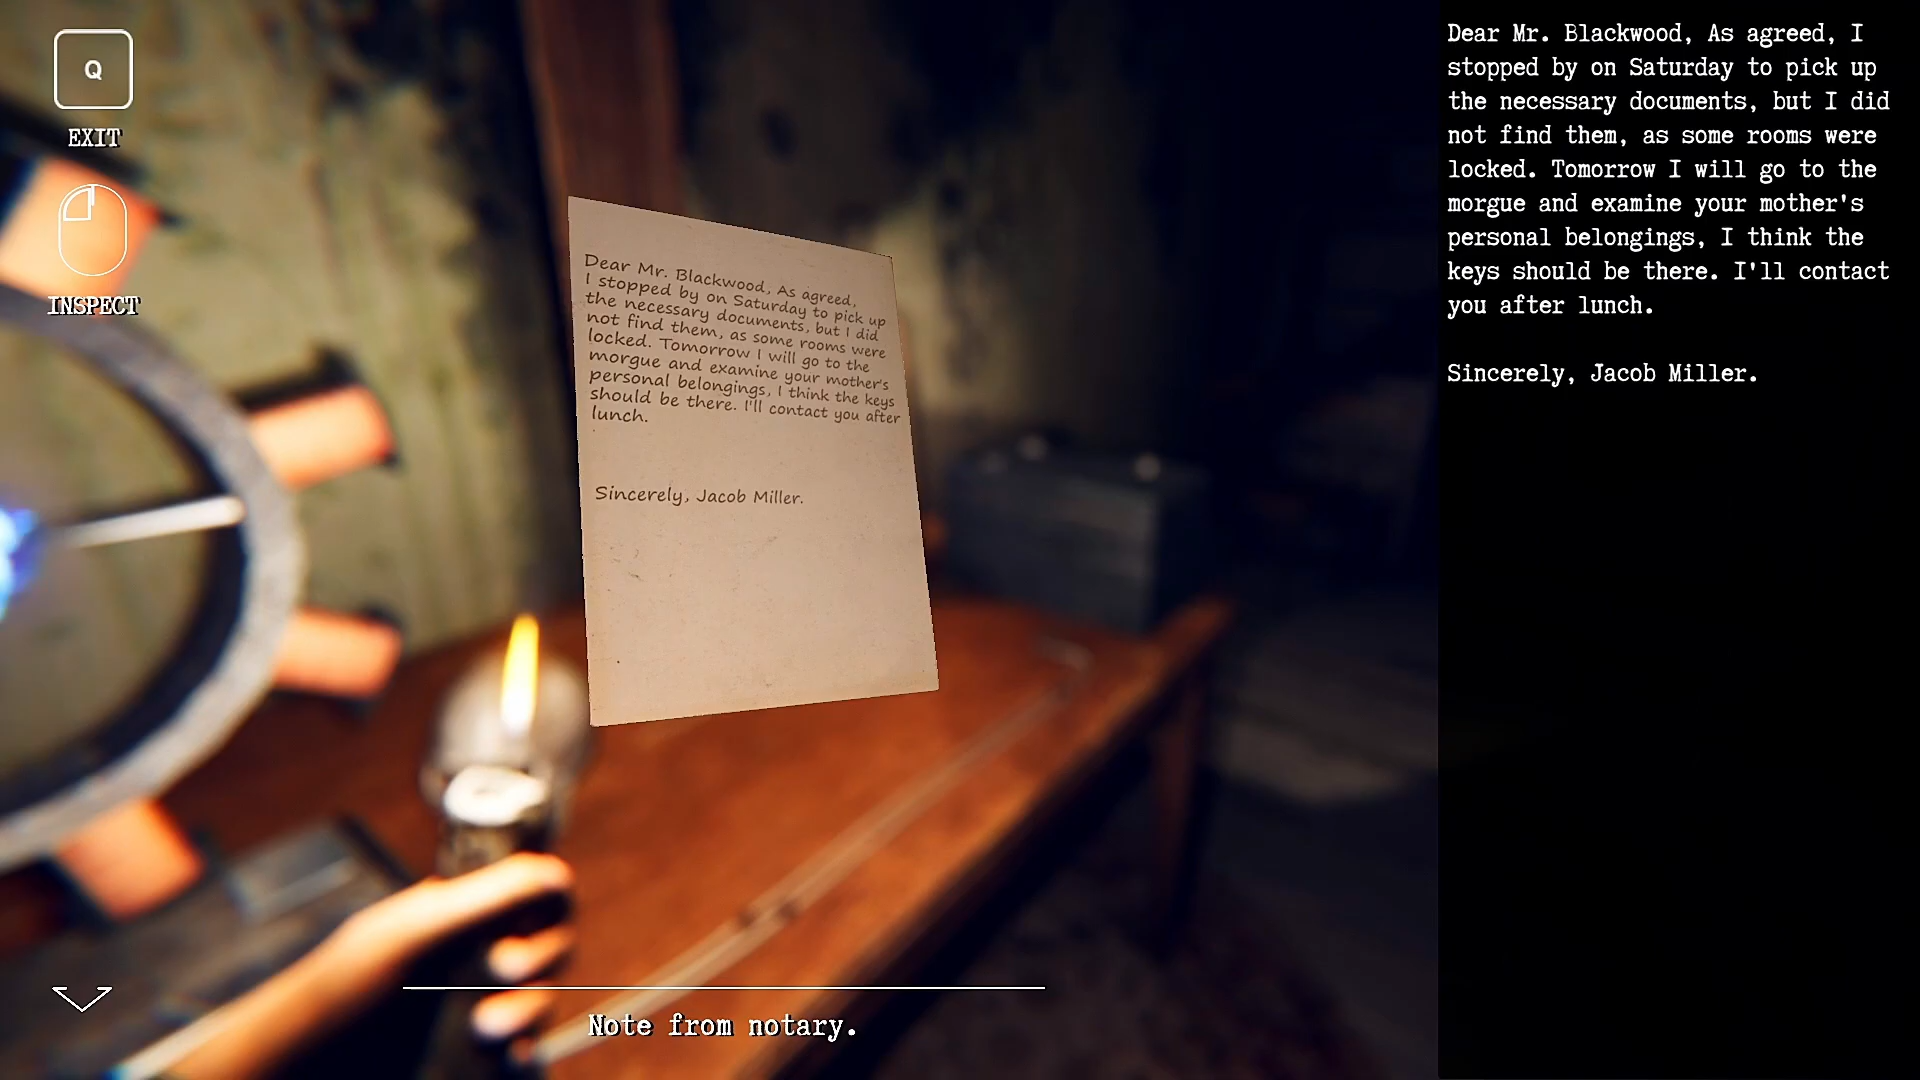 Q
EXIT
INSPECT
Dear Mr. Blackwood, As agreed,
I stopped by on Saturday to pick up
the necessary documents, but I did
not find them, as some rooms were
locked. Tomorrow I will go to the
morgue and examine your mother's
personal belongings, I think the keys
should be there. I'll contact you after
lunch.
Sincerely, Jacob Miller.
Note from notary.
Dear Mr. Blackwood, As agreed, I
stopped by on Saturday to pick up
the necessary documents, but I did
not find them, as some rooms were
locked. Tomorrow I will go to the
morgue and examine your mother's
personal belongings, I think the
keys should be there. I'll contact
you after lunch.
Sincerely, Jacob Miller.